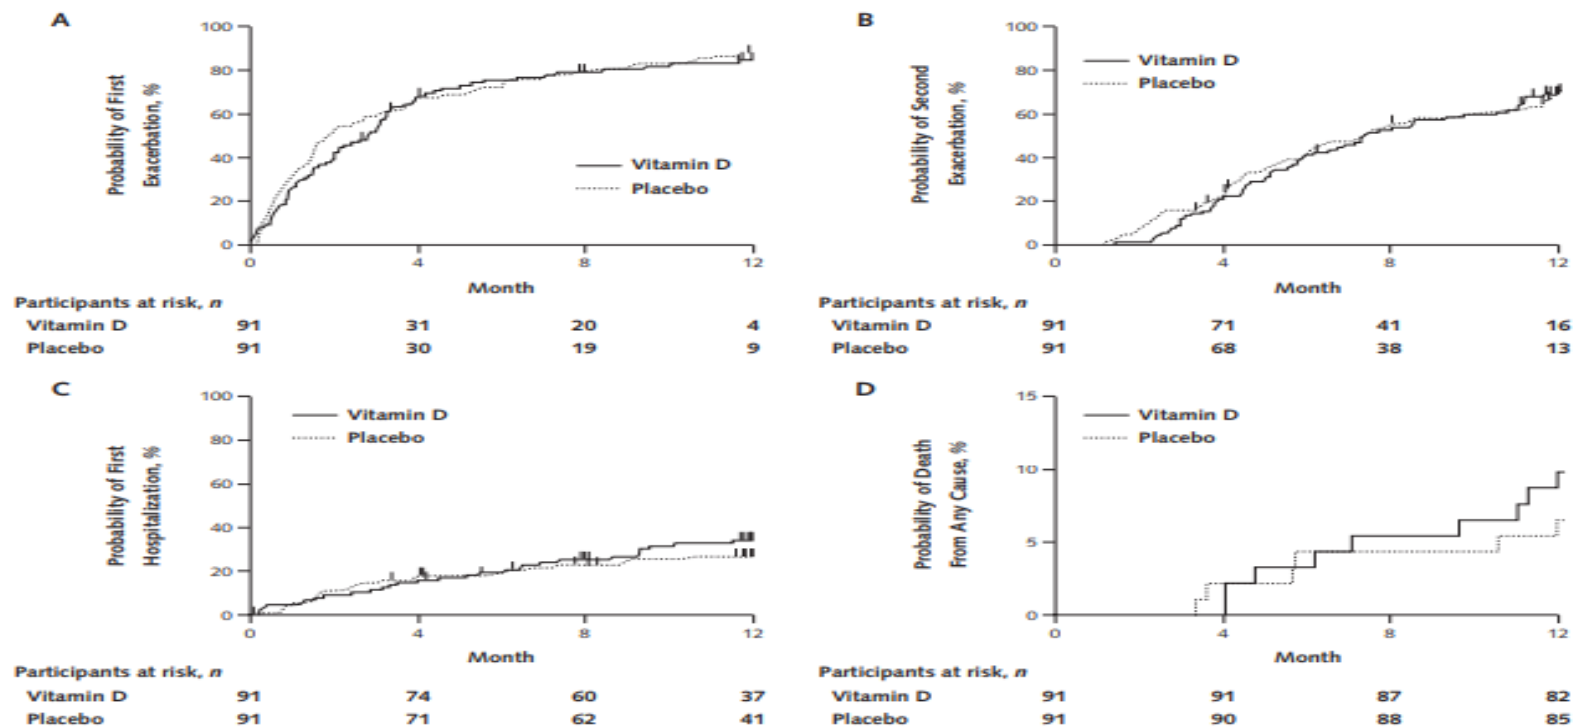 A
Probability of First
Exacerbation, %
100
80
60
40
20
0
Vitamin D
Placebo
0 4 8 12
Month
Participants at risk, n
Vitamin D 91 31 20 4
Placebo 91 30 19 9
B
Probability of Second
Exacerbation, %
100
80
60
40
20
0
Vitamin D
Placebo
0 4 8 12
Month
Participants at risk, n
Vitamin D 91 71 41 16
Placebo 91 68 38 13
C
Probability of First
Hospitalization, %
100
80
60
40
20
0
Vitamin D
Placebo
0 4 8 12
Month
Participants at risk, n
Vitamin D 91 74 60 37
Placebo 91 71 62 41
D
Probability of Death
From Any Cause, %
15
10
5
0
Vitamin D
Placebo
0 4 8 12
Month
Participants at risk, n
Vitamin D 91 91 87 82
Placebo 91 90 88 85